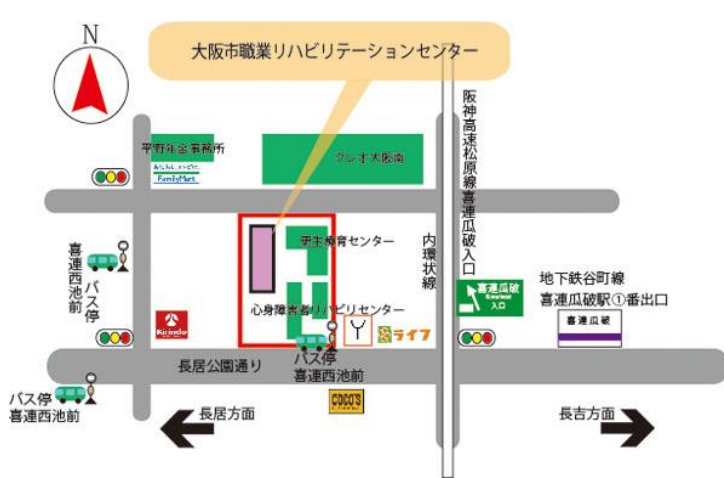 N
大阪市職業リハビリテーションセンター
平野年金事務所
FamilyMart
クレオ大阪南
阪神高速松原線喜連瓜破入口
内環状線
更生療育センター
心身障害者リハビリセンター
喜連西池前
バス停
Kirindo
ライフ
喜連瓜破
入口
地下鉄谷町線
喜連瓜破駅①番出口
喜連瓜破
長居公園通り
バス停
喜連西池前
バス停
喜連西池前
COCO'S
長居方面
長吉方面